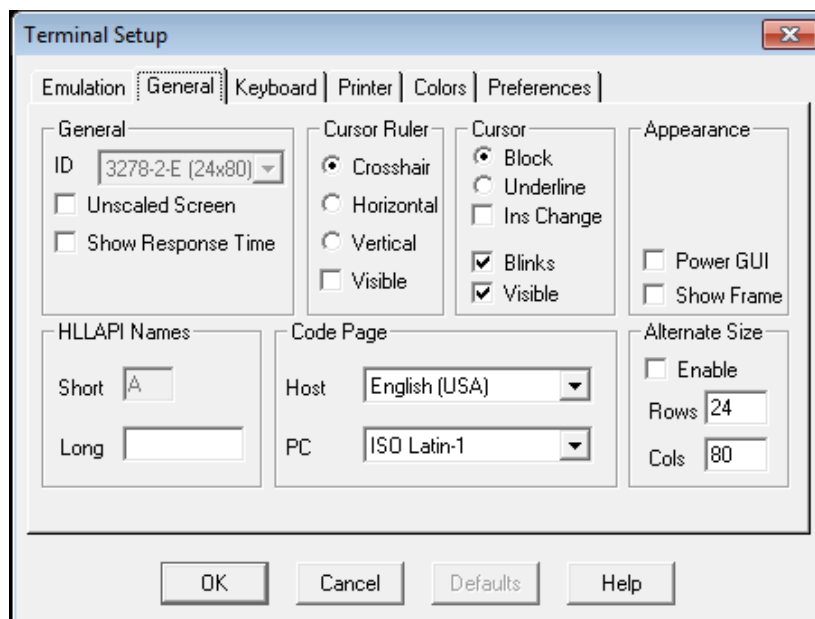 Terminal Setup
Emulation General Keyboard Printer Colors Preferences
General
ID 3278-2-E (24x80)
Unscaled Screen
Show Response Time
Cursor Ruler
Crosshair
Horizontal
Vertical
Visible
Cursor
Block
Underline
Ins Change
Blinks
Visible
Appearance
Power GUI
Show Frame
HLLAPI Names
Short A
Long
Code Page
Host English (USA)
PC ISO Latin-1
Alternate Size
Enable
Rows 24
Cols 80
OK Cancel Defaults Help